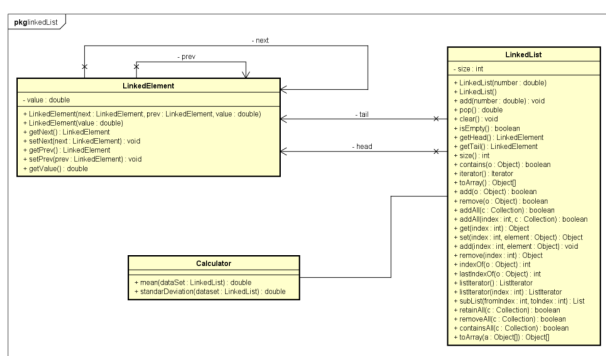 pkg linkedList
- next
- prev
LinkedElement
- value : double
+ LinkedElement(next : LinkedElement, prev : LinkedElement, value : double)
+ LinkedElement(value : double)
+ getNext() : LinkedElement
+ setNext(next : LinkedElement) : void
+ getPrev() : LinkedElement
+ setPrev(prev : LinkedElement) : void
+ getValue() : double
- tail
- head
LinkedList
- size : int
+ LinkedList(number : double)
+ LinkedList()
+ add(number : double) : void
+ pop() : double
+ clear() : void
+ isEmpty() : boolean
+ getHead() : LinkedElement
+ getTail() : LinkedElement
+ size() : int
+ contains(o : Object) : boolean
+ iterator() : Iterator
+ toArray() : Object[]
+ add(o : Object) : boolean
+ remove(o : Object) : boolean
+ addAll(c : Collection) : boolean
+ addAll(index : int, c : Collection) : boolean
+ get(index : int) : Object
+ set(index : int, element : Object) : Object
+ add(index : int, element : Object) : void
+ remove(index : int) : Object
+ indexOf(o : Object) : int
+ lastIndexOf(o : Object) : int
+ listIterator() : ListIterator
+ listIterator(index : int) : ListIterator
+ subList(fromIndex : int, toIndex : int) : List
+ retainAll(c : Collection) : boolean
+ removeAll(c : Collection) : boolean
+ containsAll(c : Collection) : boolean
+ toArray(a : Object[]) : Object[]
Calculator
+ mean(dataSet : LinkedList) : double
+ standarDeviation(dataset : LinkedList) : double